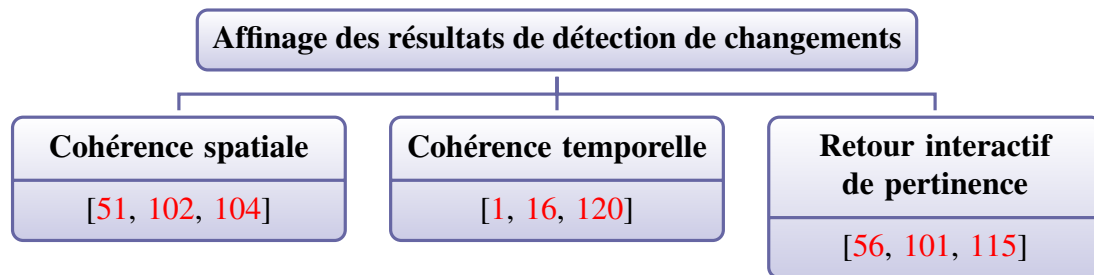 Affinage des résultats de détection de changements
Cohérence spatiale
[51, 102, 104]
Cohérence temporelle
[1, 16, 120]
Retour interactif
de pertinence
[56, 101, 115]